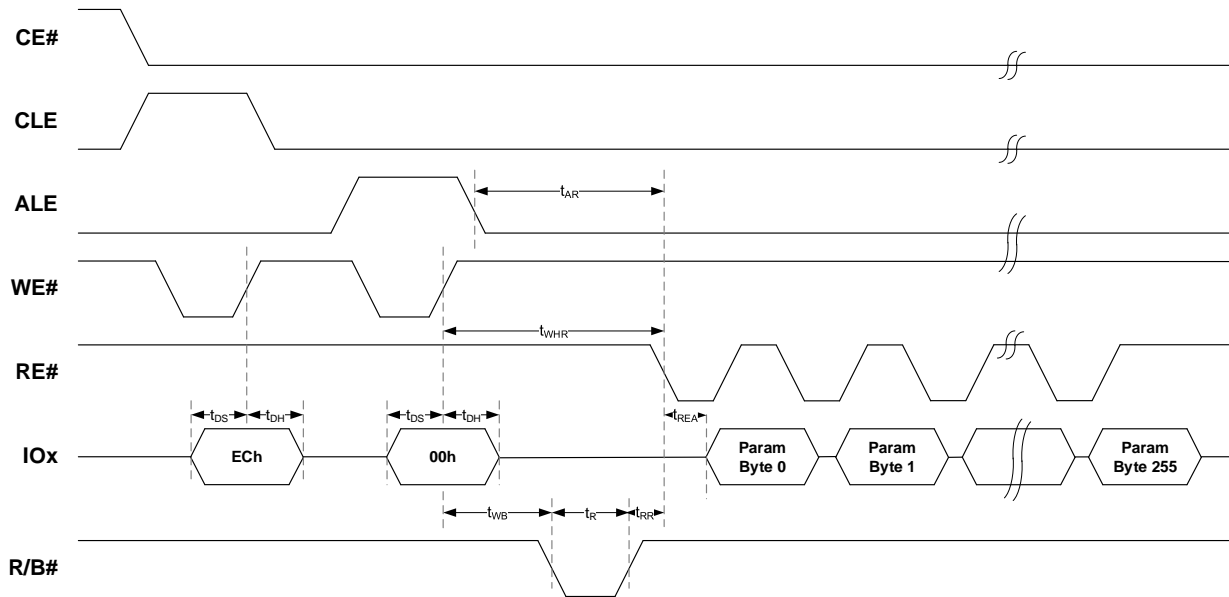 CE#
CLE
ALE
tAR
WE#
tWHR
RE#
tDS tDH tDS tDH tREA
IOx ECh 00h Param Byte 0 Param Byte 1 Param Byte 255
tWB tR tRR
R/B#